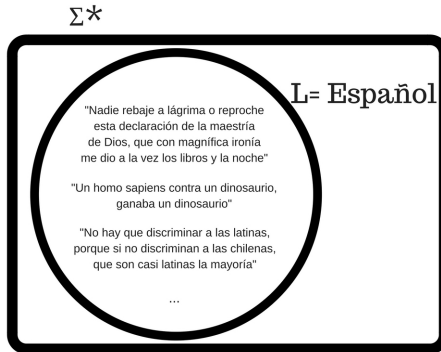 Σ*
L= Español
"Nadie rebaje a lágrima o reproche
esta declaración de la maestría
de Dios, que con magnífica ironía
me dio a la vez los libros y la noche"
"Un homo sapiens contra un dinosaurio,
ganaba un dinosaurio"
"No hay que discriminar a las latinas,
porque si no discriminan a las chilenas,
que son casi latinas la mayoría"
...